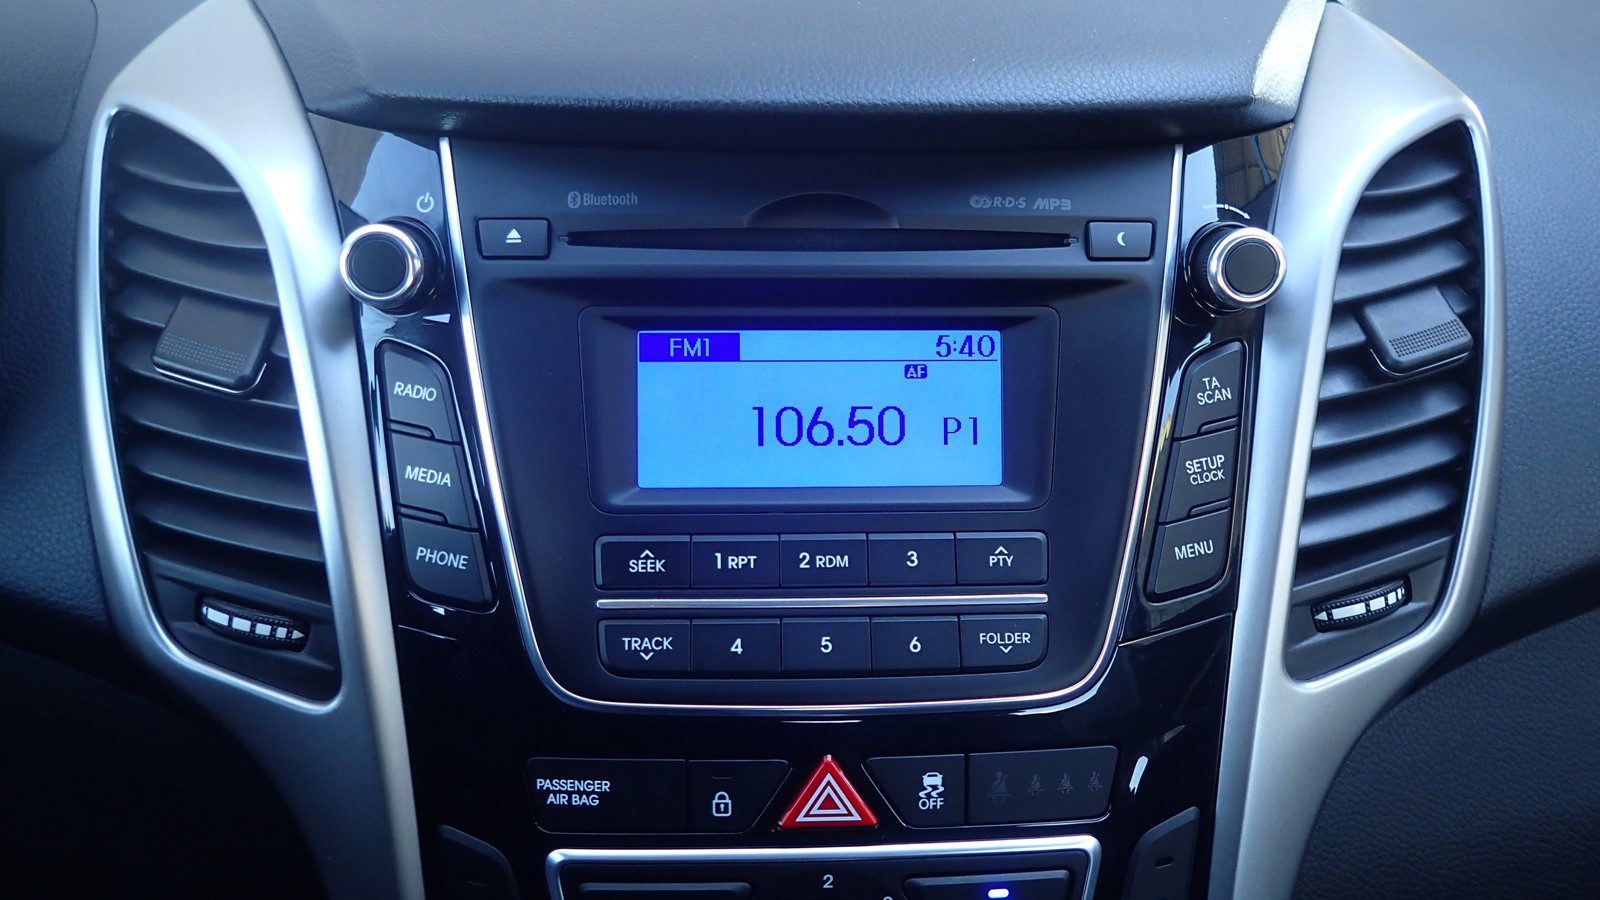 Bluetooth
R·D·S MP3
FM1 5:40
AF
106.50 P1
RADIO
MEDIA
PHONE
TA
SCAN
SETUP
CLOCK
MENU
SEEK 1 RPT 2 RDM 3 PTY
TRACK 4 5 6 FOLDER
PASSENGER
AIR BAG
OFF
2